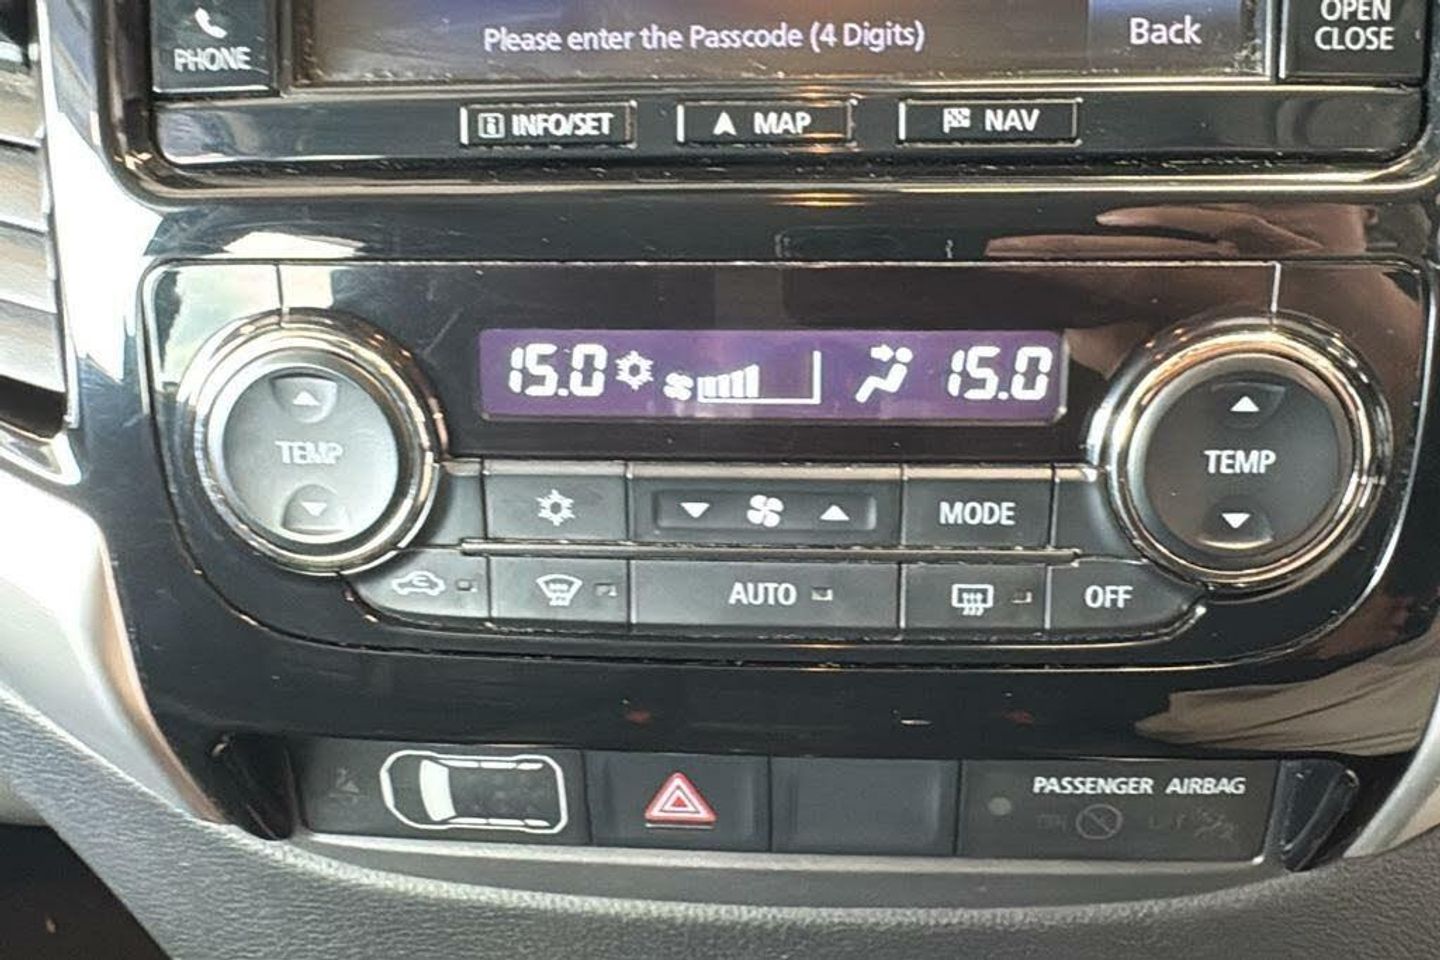 Please enter the Passcode (4 Digits)
Back
PHONE
OPEN
CLOSE
INFO/SET
MAP
NAV
15.0
15.0
TEMP
TEMP
MODE
AUTO
OFF
PASSENGER AIRBAG